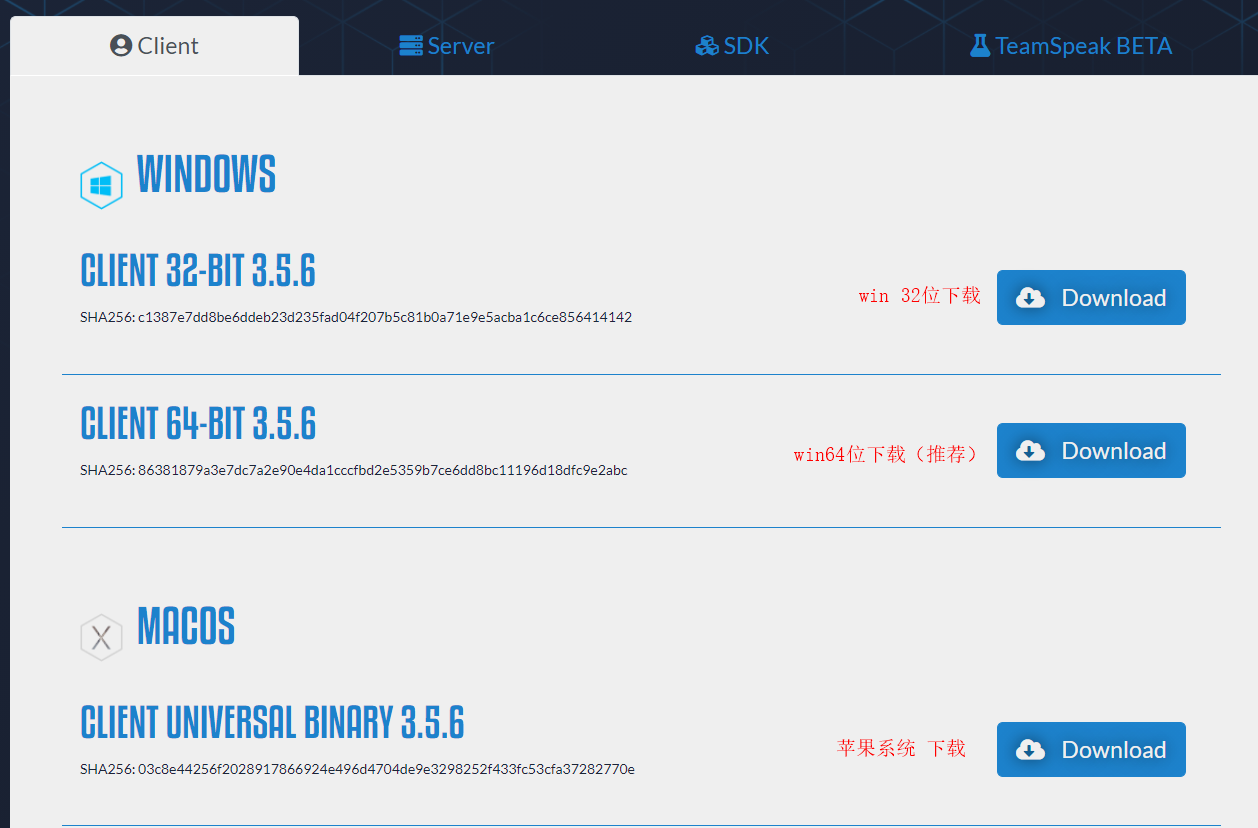 Client Server SDK TeamSpeak BETA
WINDOWS
CLIENT 32-BIT 3.5.6
win 32位下载 Download
SHA256: c1387e7dd8be6ddeb23d235fad04f207b5c81b0a71e9e5acba1c6ce856414142
CLIENT 64-BIT 3.5.6
win64位下载（推荐） Download
SHA256: 86381879a3e7dc7a2e90e4da1cccfbd2e5359b7ce6dd8bc11196d18dfc9e2abc
MACOS
CLIENT UNIVERSAL BINARY 3.5.6
苹果系统 下载 Download
SHA256: 03c8e44256f2028917866924e496d4704de9e3298252f433fc53cfa37282770e